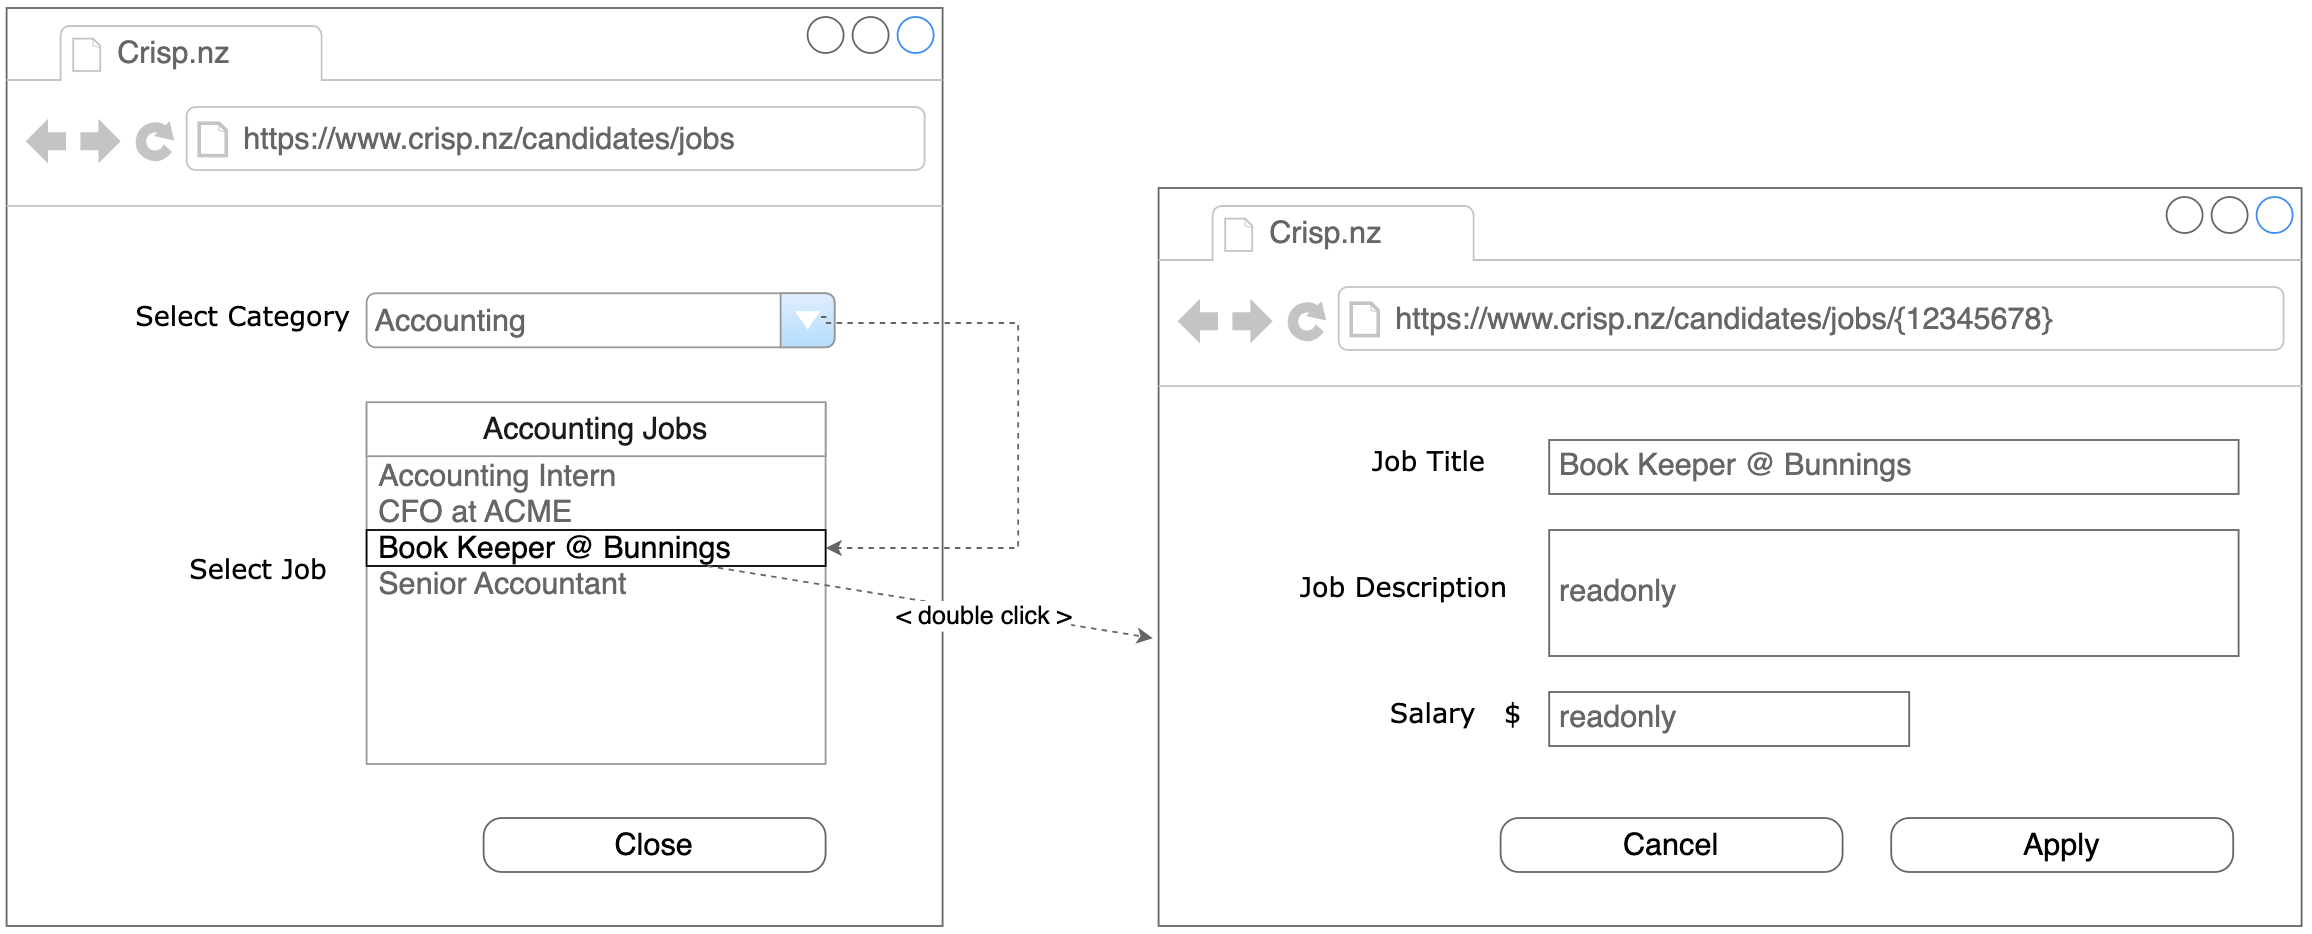 Crisp.nz
https://www.crisp.nz/candidates/jobs
Select Category
Accounting
Accounting Jobs
Accounting Intern
CFO at ACME
Book Keeper @ Bunnings
Senior Accountant
Select Job
Close
< double click >
Crisp.nz
https://www.crisp.nz/candidates/jobs/{12345678}
Job Title
Book Keeper @ Bunnings
Job Description
readonly
Salary $
readonly
Cancel
Apply